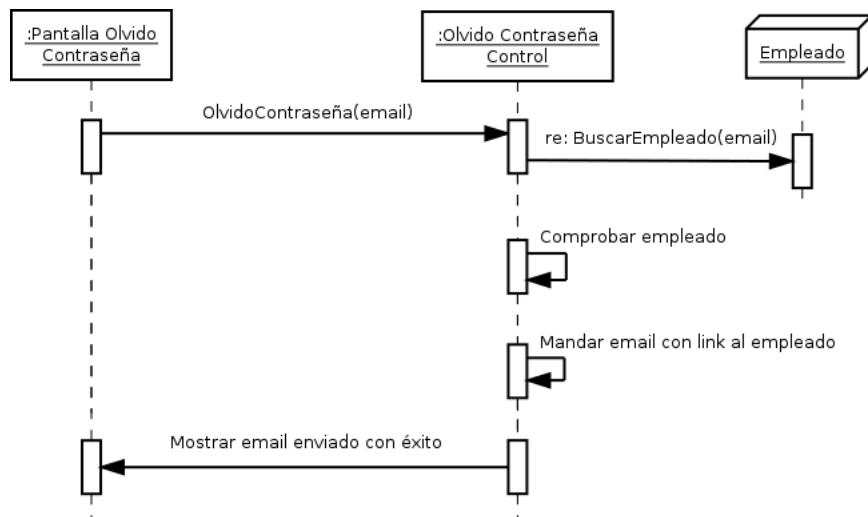 :Pantalla Olvido
Contraseña
:Olvido Contraseña
Control
Empleado
OlvidoContraseña(email)
re: BuscarEmpleado(email)
Comprobar empleado
Mandar email con link al empleado
Mostrar email enviado con éxito